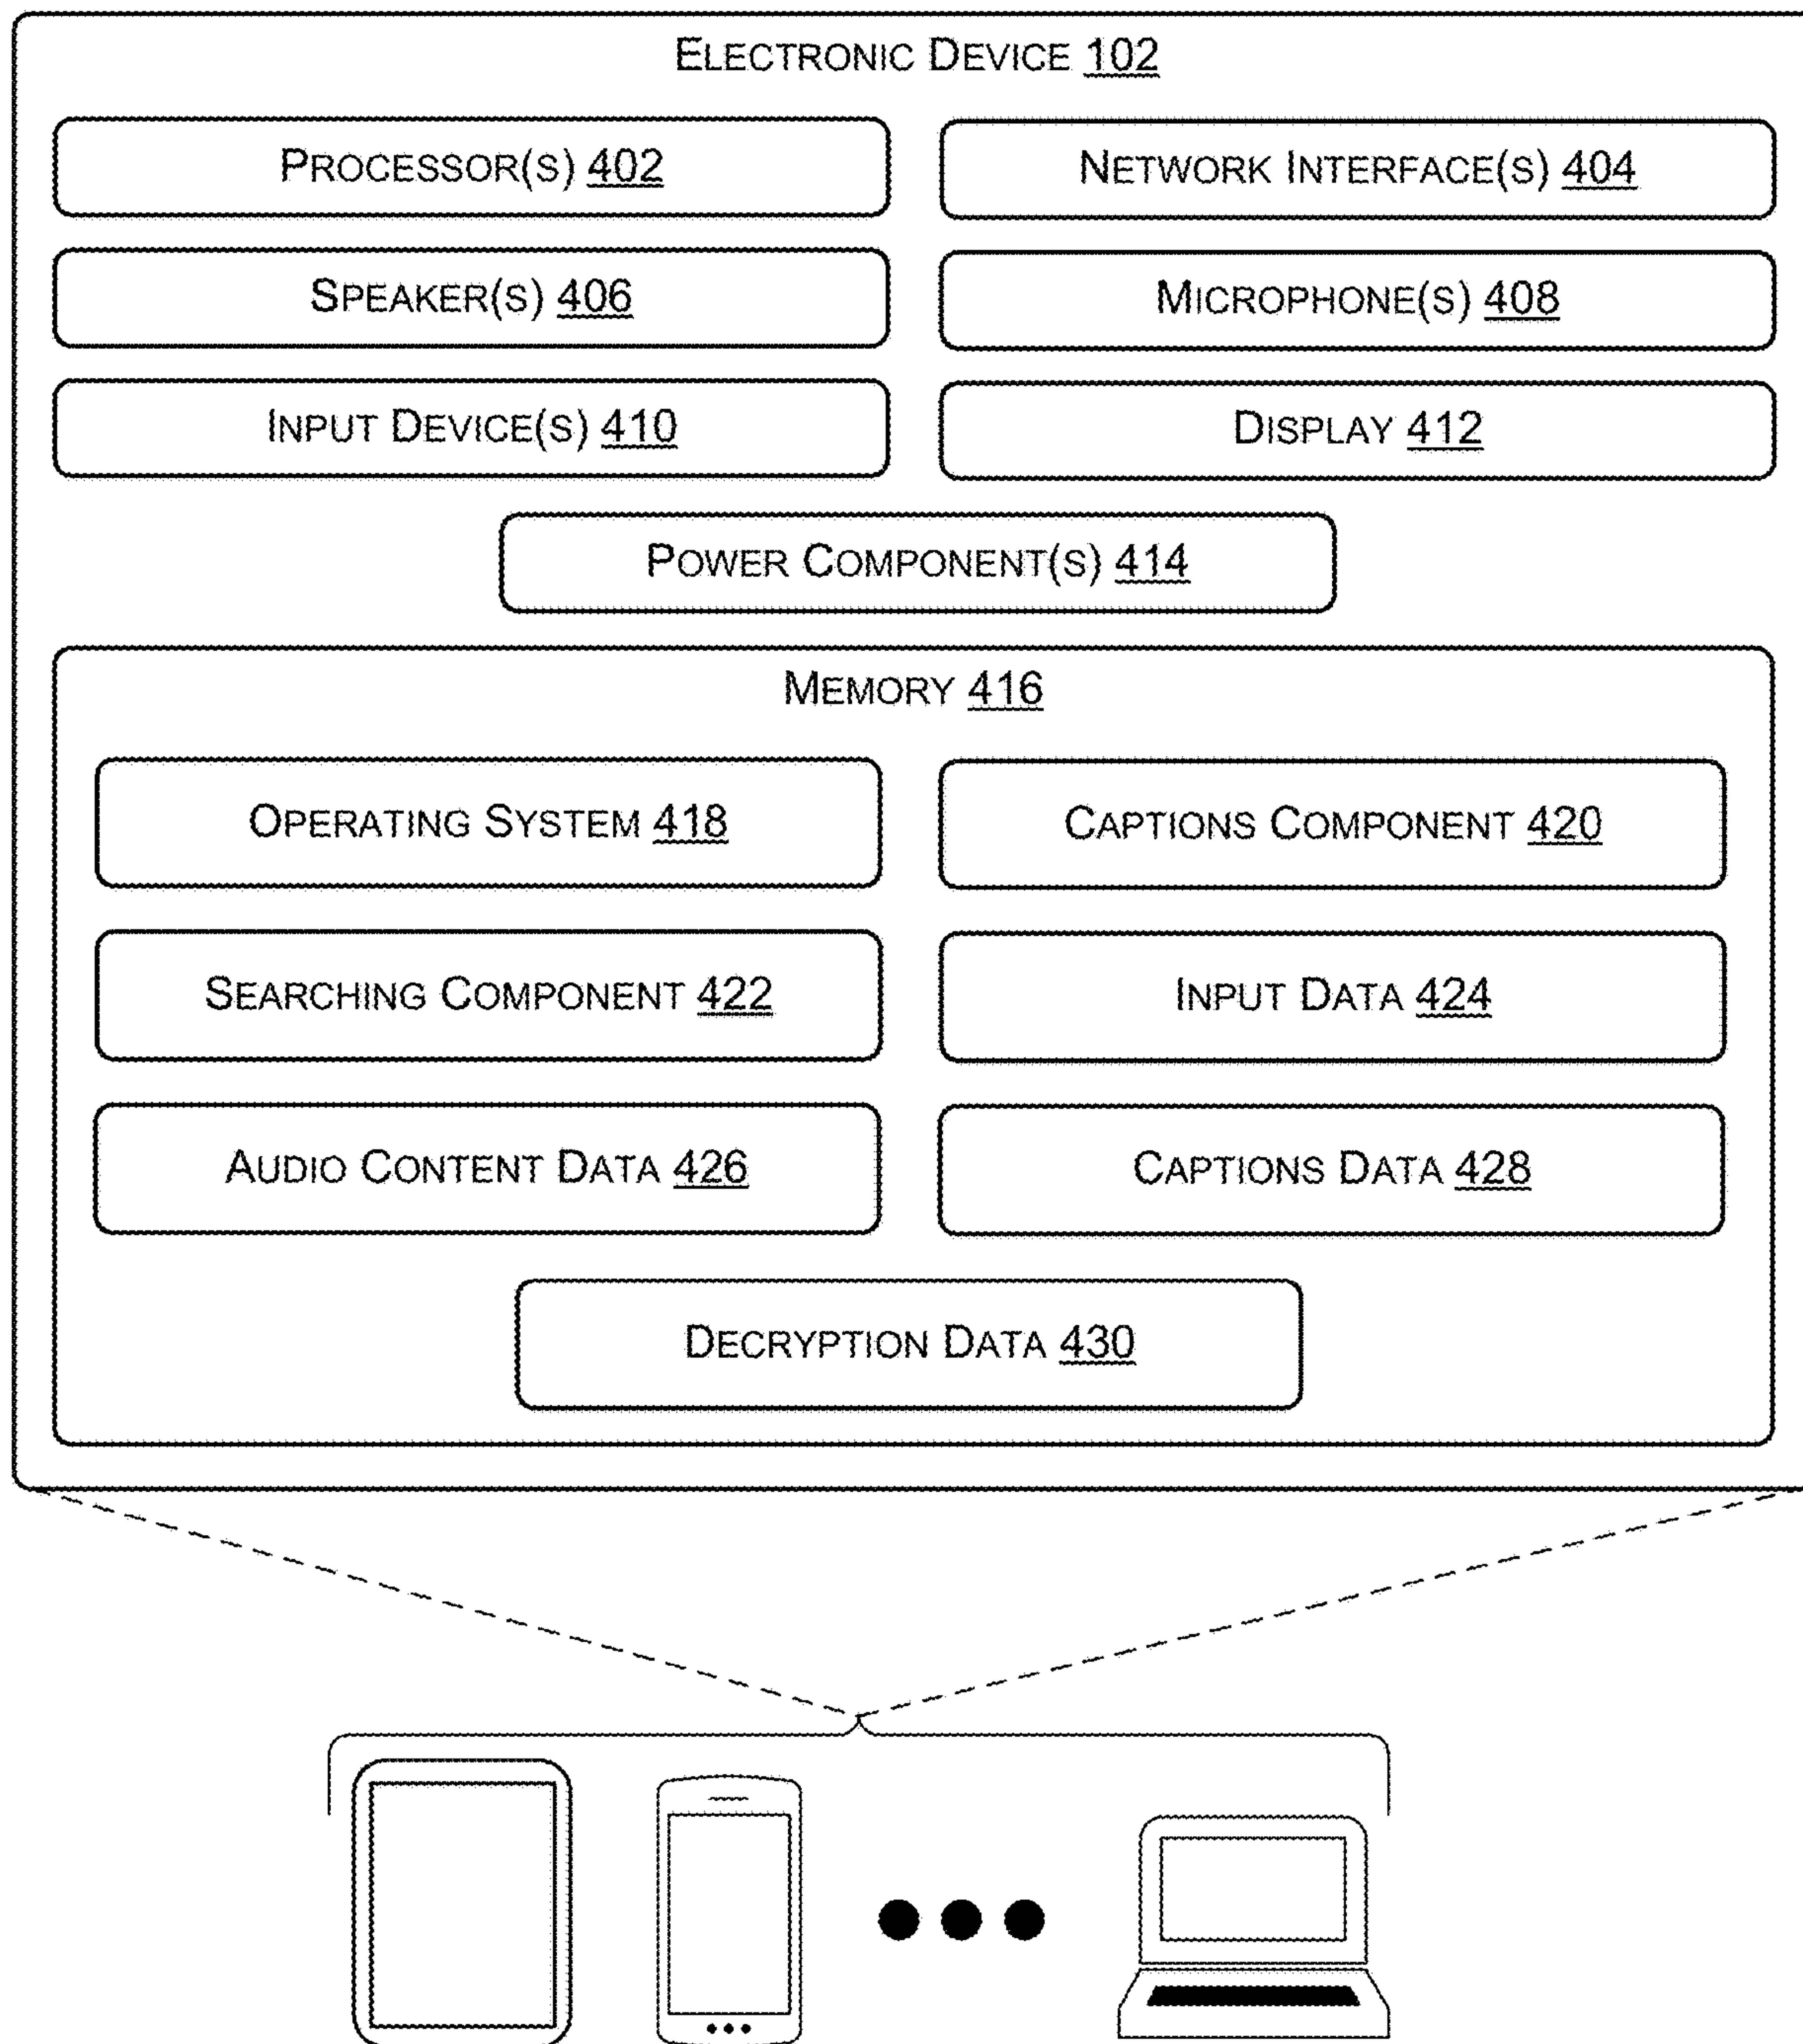 ELECTRONIC DEVICE 102
PROCESSOR(S) 402
NETWORK INTERFACE(S) 404
SPEAKER(S) 406
MICROPHONE(S) 408
INPUT DEVICE(S) 410
DISPLAY 412
POWER COMPONENT(S) 414
MEMORY 416
OPERATING SYSTEM 418
CAPTIONS COMPONENT 420
SEARCHING COMPONENT 422
INPUT DATA 424
AUDIO CONTENT DATA 426
CAPTIONS DATA 428
DECRYPTION DATA 430